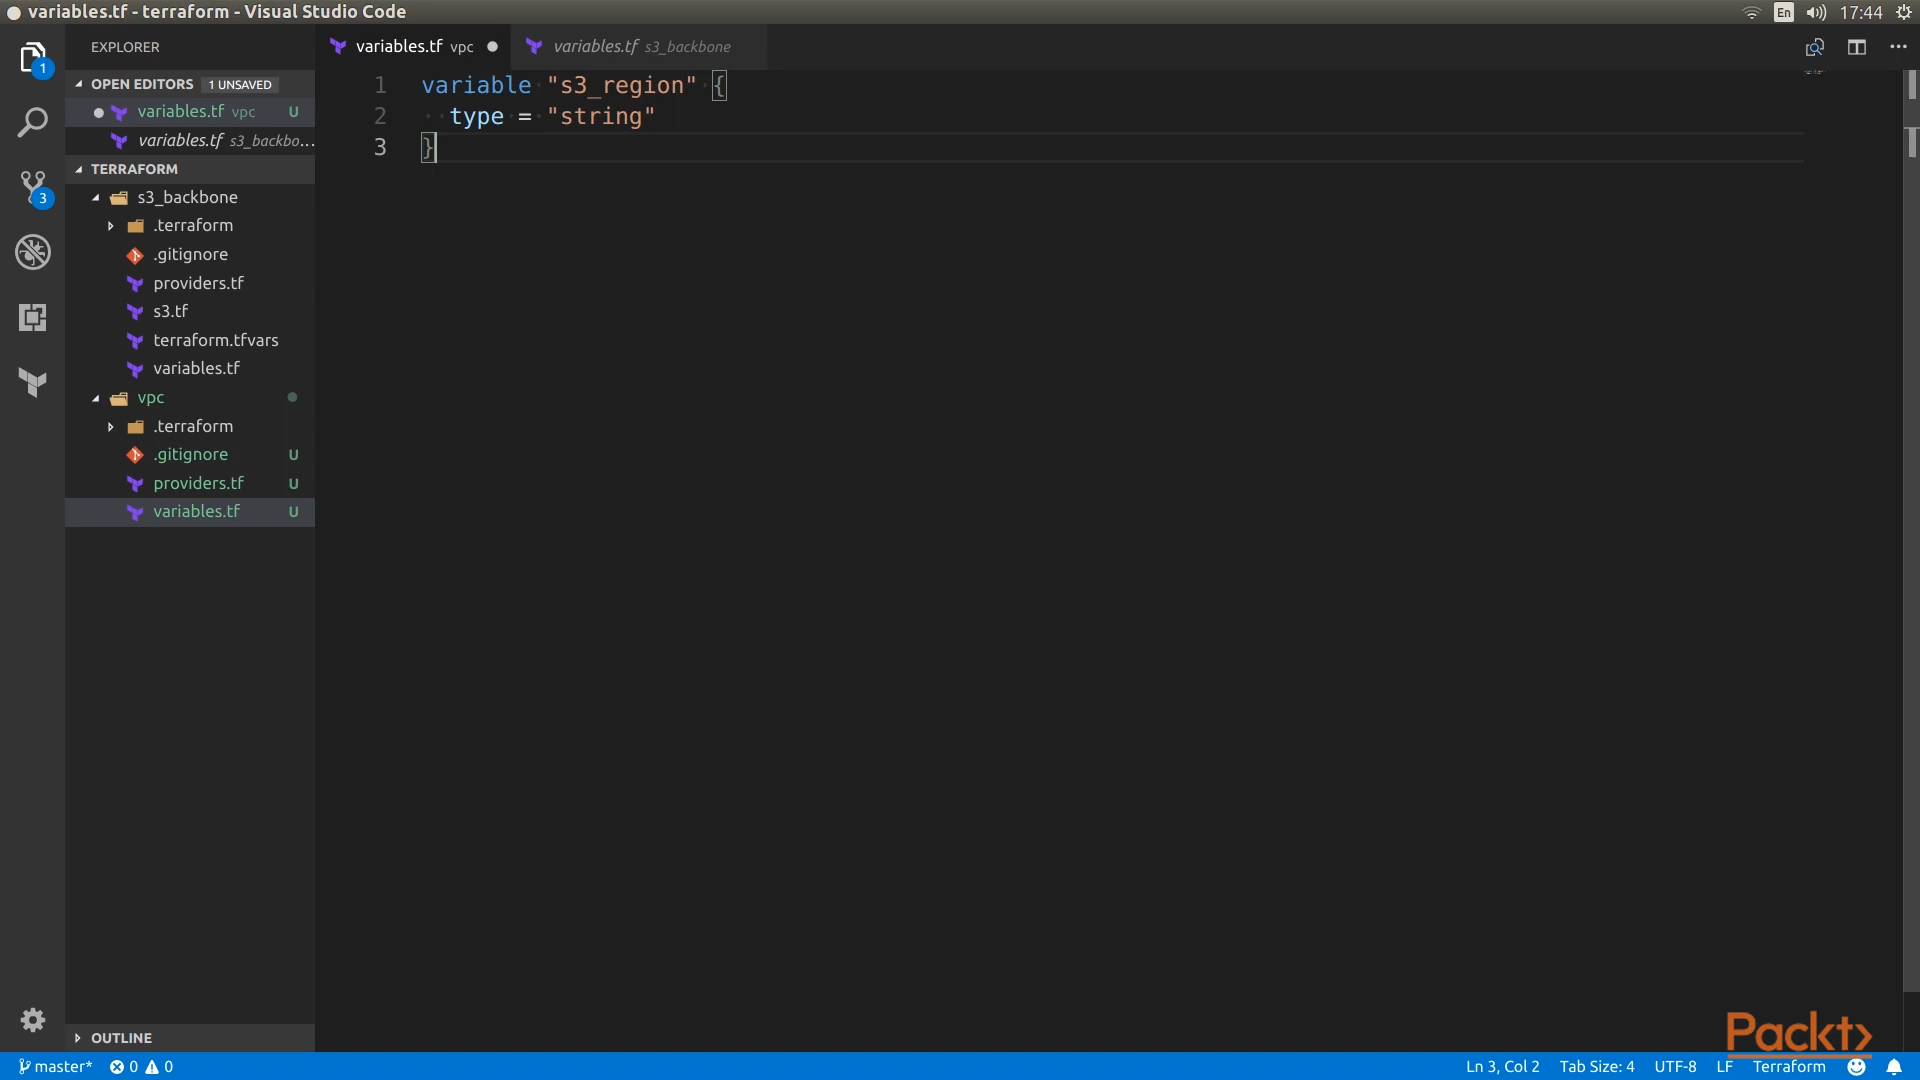 variables.tf - terraform - Visual Studio Code
En
17:44
EXPLORER
variables.tf vpc
variables.tf s3_backbone
1
OPEN EDITORS 1 UNSAVED
variables.tf vpc U
variables.tf s3_backbo...
TERRAFORM
3
s3_backbone
.terraform
.gitignore
providers.tf
s3.tf
terraform.tfvars
variables.tf
vpc
.terraform
.gitignore U
providers.tf U
variables.tf U
1 variable "s3_region" {
2 type = "string"
3 }
OUTLINE
Packt>
master* 0 0
Ln 3, Col 2 Tab Size: 4 UTF-8 LF Terraform